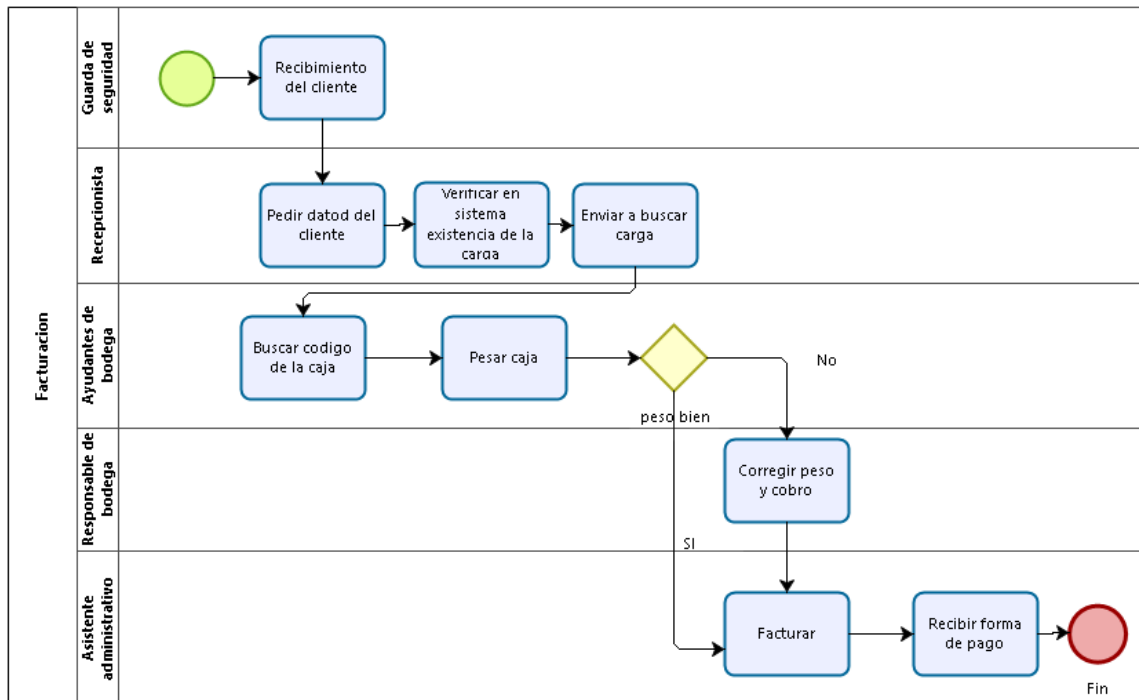 Facturacion
Guarda de
seguridad
Recibimiento
del cliente
Recepcionista
Pedir datod del
cliente
Verificar en
sistema
existencia de la
carga
Enviar a buscar
carga
Ayudantes de
bodega
Buscar codigo
de la caja
Pesar caja
peso bien
No
Responsable de
bodega
Corregir peso
y cobro
SI
Asistente
administrativo
Facturar
Recibir forma
de pago
Fin